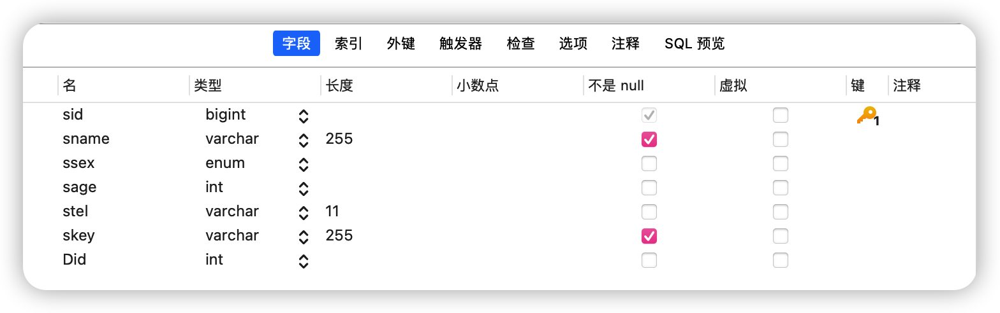 字段 索引 外键 触发器 检查 选项 注释 SQL 预览
名 类型 长度 小数点 不是 null 虚拟 键 注释
sid bigint 1
sname varchar 255
ssex enum
sage int
stel varchar 11
skey varchar 255
Did int